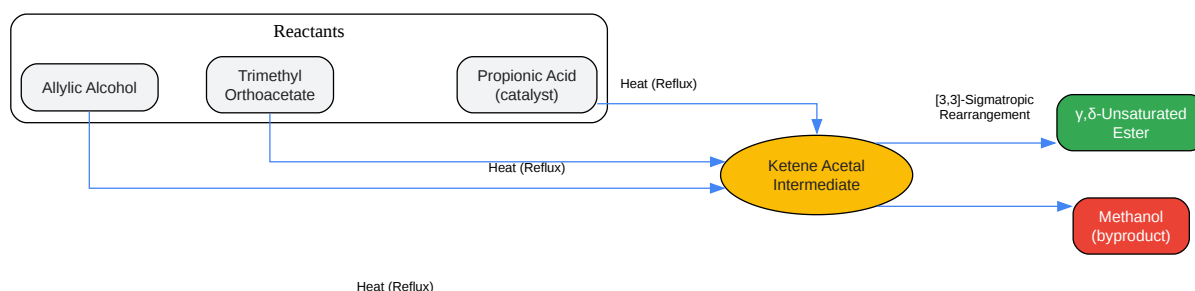 Reactants
Allylic Alcohol
Trimethyl
Orthoacetate
Propionic Acid
(catalyst)
Heat (Reflux)
[3,3]-Sigmatropic
Rearrangement
γ,δ-Unsaturated
Ester
Heat (Reflux)
Ketene Acetal
Intermediate
Methanol
(byproduct)
Heat (Reflux)